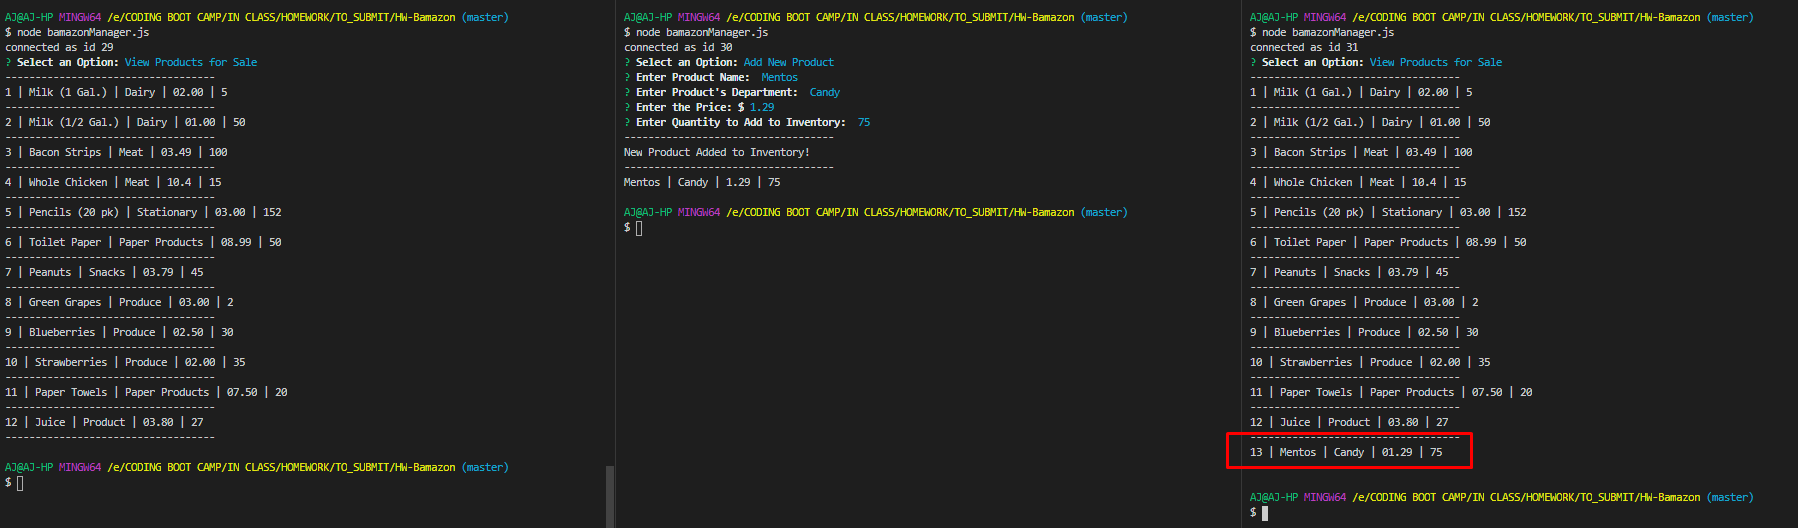 AJ@AJ-HP MINGW64 /e/CODING BOOT CAMP/IN CLASS/HOMEWORK/TO_SUBMIT/HW-Bamazon (master)
$ node bamazonManager.js
connected as id 29
? Select an Option: View Products for Sale
-----------------------------------
1 | Milk (1 Gal.) | Dairy | 02.00 | 5
-----------------------------------
2 | Milk (1/2 Gal.) | Dairy | 01.00 | 50
-----------------------------------
3 | Bacon Strips | Meat | 03.49 | 100
-----------------------------------
4 | Whole Chicken | Meat | 10.4 | 15
-----------------------------------
5 | Pencils (20 pk) | Stationary | 03.00 | 152
-----------------------------------
6 | Toilet Paper | Paper Products | 08.99 | 50
-----------------------------------
7 | Peanuts | Snacks | 03.79 | 45
-----------------------------------
8 | Green Grapes | Produce | 03.00 | 2
-----------------------------------
9 | Blueberries | Produce | 02.50 | 30
-----------------------------------
10 | Strawberries | Produce | 02.00 | 35
-----------------------------------
11 | Paper Towels | Paper Products | 07.50 | 20
-----------------------------------
12 | Juice | Product | 03.80 | 27
-----------------------------------
AJ@AJ-HP MINGW64 /e/CODING BOOT CAMP/IN CLASS/HOMEWORK/TO_SUBMIT/HW-Bamazon (master)
$
AJ@AJ-HP MINGW64 /e/CODING BOOT CAMP/IN CLASS/HOMEWORK/TO_SUBMIT/HW-Bamazon (master)
$ node bamazonManager.js
connected as id 30
? Select an Option: Add New Product
? Enter Product Name:  Mentos
? Enter Product's Department:  Candy
? Enter the Price: $ 1.29
? Enter Quantity to Add to Inventory:  75
-----------------------------------
New Product Added to Inventory!
-----------------------------------
Mentos | Candy | 1.29 | 75
AJ@AJ-HP MINGW64 /e/CODING BOOT CAMP/IN CLASS/HOMEWORK/TO_SUBMIT/HW-Bamazon (master)
$
AJ@AJ-HP MINGW64 /e/CODING BOOT CAMP/IN CLASS/HOMEWORK/TO_SUBMIT/HW-Bamazon (master)
$ node bamazonManager.js
connected as id 31
? Select an Option: View Products for Sale
-----------------------------------
1 | Milk (1 Gal.) | Dairy | 02.00 | 5
-----------------------------------
2 | Milk (1/2 Gal.) | Dairy | 01.00 | 50
-----------------------------------
3 | Bacon Strips | Meat | 03.49 | 100
-----------------------------------
4 | Whole Chicken | Meat | 10.4 | 15
-----------------------------------
5 | Pencils (20 pk) | Stationary | 03.00 | 152
-----------------------------------
6 | Toilet Paper | Paper Products | 08.99 | 50
-----------------------------------
7 | Peanuts | Snacks | 03.79 | 45
-----------------------------------
8 | Green Grapes | Produce | 03.00 | 2
-----------------------------------
9 | Blueberries | Produce | 02.50 | 30
-----------------------------------
10 | Strawberries | Produce | 02.00 | 35
-----------------------------------
11 | Paper Towels | Paper Products | 07.50 | 20
-----------------------------------
12 | Juice | Product | 03.80 | 27
-----------------------------------
13 | Mentos | Candy | 01.29 | 75
AJ@AJ-HP MINGW64 /e/CODING BOOT CAMP/IN CLASS/HOMEWORK/TO_SUBMIT/HW-Bamazon (master)
$